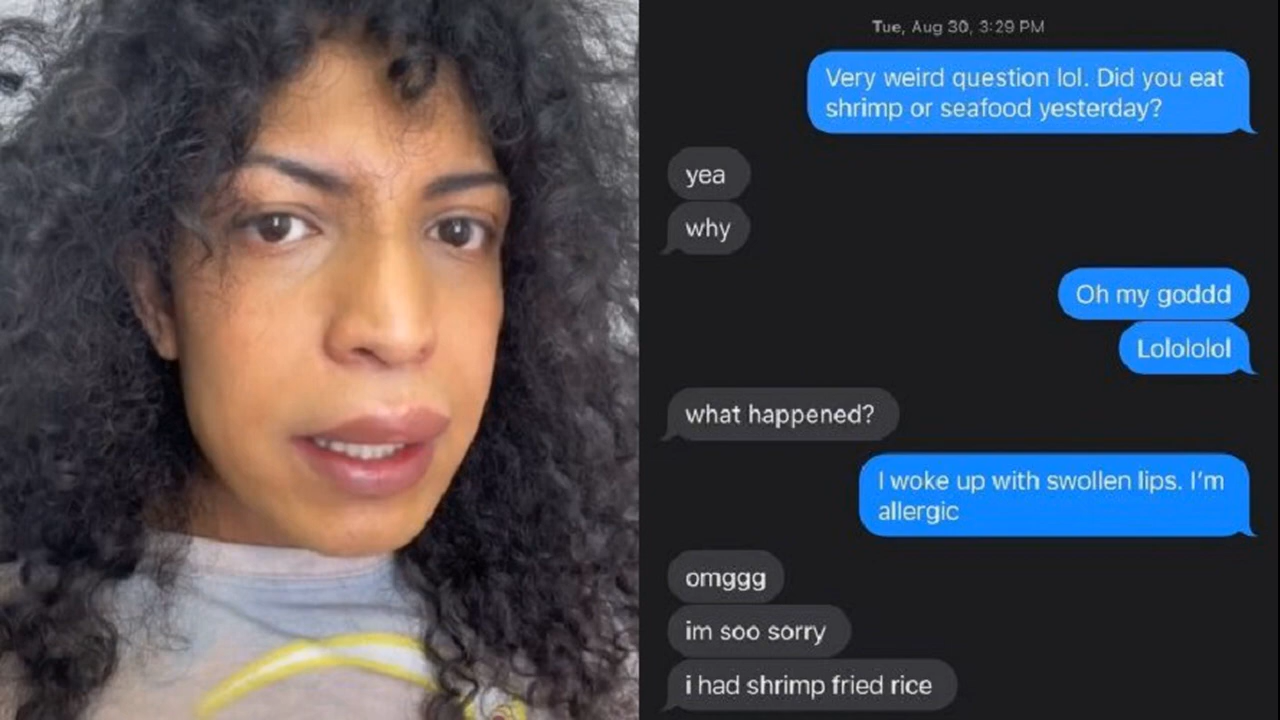 Tue, Aug 30, 3:29 PM
Very weird question lol. Did you eat
shrimp or seafood yesterday?
yea
why
Oh my goddd
Lolololol
what happened?
I woke up with swollen lips. I'm
allergic
omggg
im soo sorry
i had shrimp fried rice